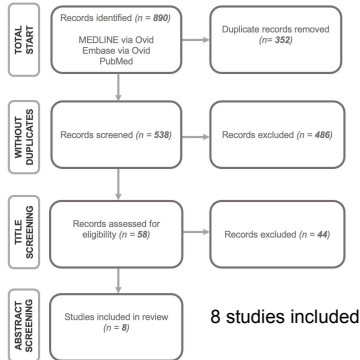 TOTAL
START
Records identified (n = 890)
MEDLINE via Ovid
Embase via Ovid
PubMed
Duplicate records removed
(n= 352)
WITHOUT
DUPLICATES
Records screened (n = 538)
Records excluded (n = 486)
TITLE
SCREENING
Records assessed for
eligibility (n = 58)
Records excluded (n = 44)
ABSTRACT
SCREENING
Studies included in review
(n = 8)
8 studies included